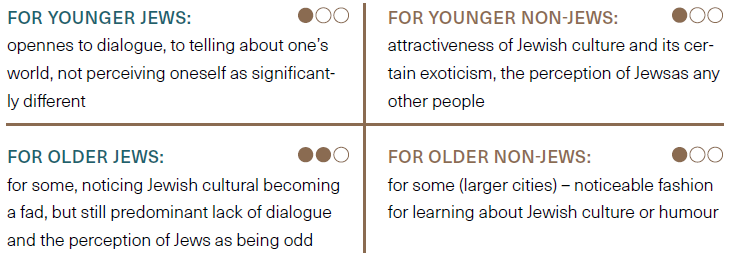 FOR YOUNGER JEWS:
opennes to dialogue, to telling about one's
world, not perceiving oneself as significant-
ly different
FOR YOUNGER NON-JEWS:
attractiveness of Jewish culture and its cer-
tain exoticism, the perception of Jewsas any
other people
FOR OLDER JEWS:
for some, noticing Jewish cultural becoming
a fad, but still predominant lack of dialogue
and the perception of Jews as being odd
FOR OLDER NON-JEWS:
for some (larger cities) – noticeable fashion
for learning about Jewish culture or humour